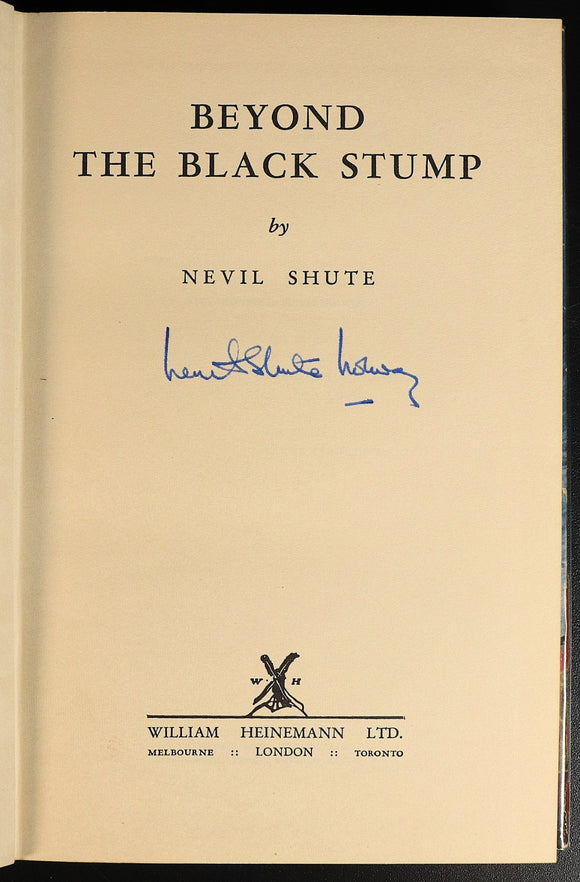 BEYOND
THE BLACK STUMP
by
NEVIL SHUTE
Nevil Shute Norway
W · H
WILLIAM HEINEMANN LTD.
MELBOURNE :: LONDON :: TORONTO